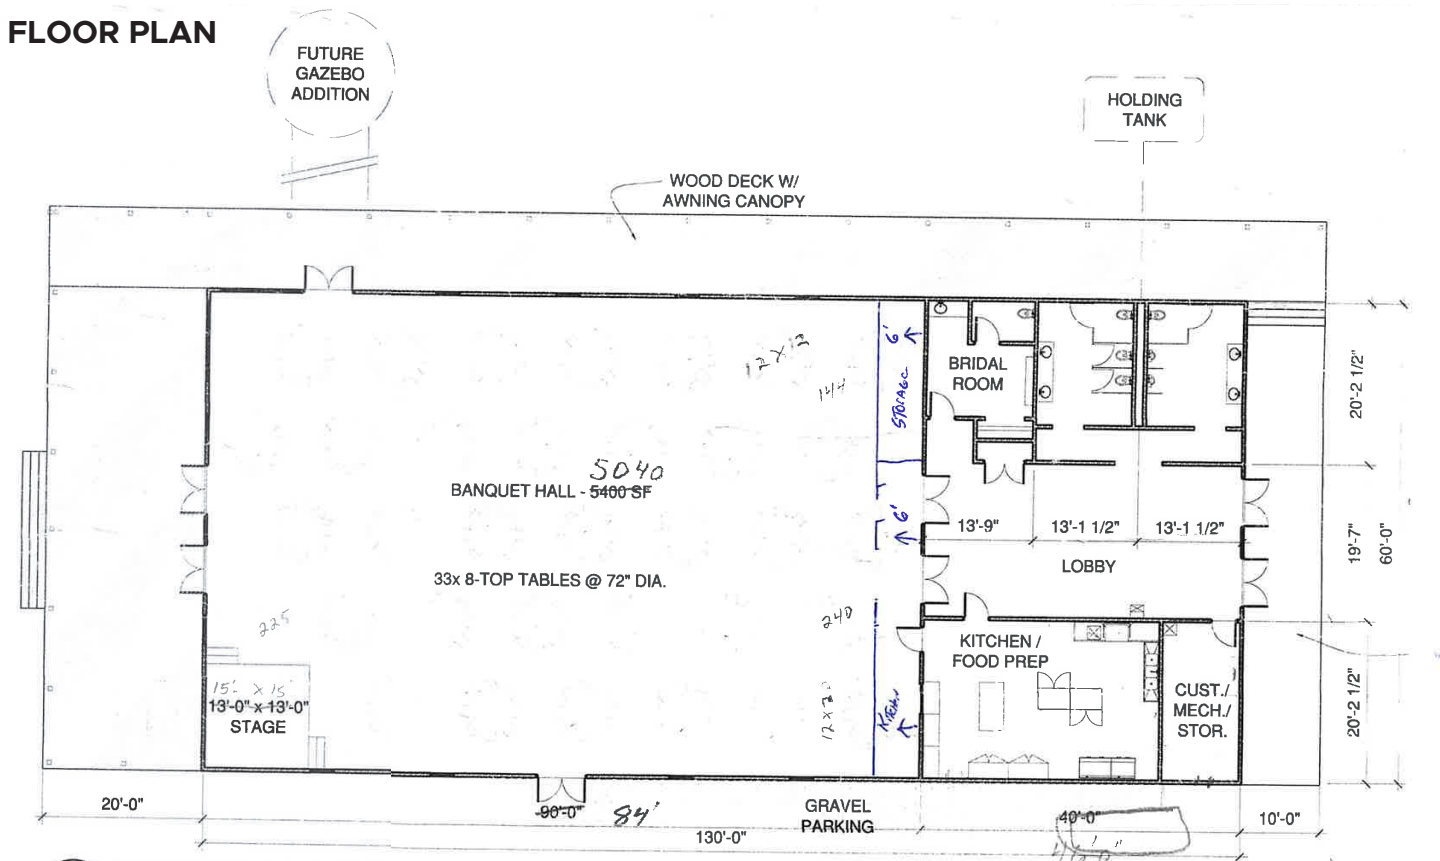 FLOOR PLAN
FUTURE
GAZEBO
ADDITION
HOLDING
TANK
WOOD DECK W/
AWNING CANOPY
12 x 12
144
6'
STORAGE
BRIDAL
ROOM
20'-2 1/2"
5040
BANQUET HALL - 5400 SF
6'
13'-9"
13'-1 1/2"
13'-1 1/2"
19'-7"
60'-0"
LOBBY
33x 8-TOP TABLES @ 72" DIA.
225
240
KITCHEN /
FOOD PREP
15' x 15'
13'-0" x 13'-0"
STAGE
12x20
KITCHEN
CUST./
MECH./
STOR.
20'-2 1/2"
20'-0"
90'-0"
84'
GRAVEL
PARKING
40'-0"
10'-0"
130'-0"